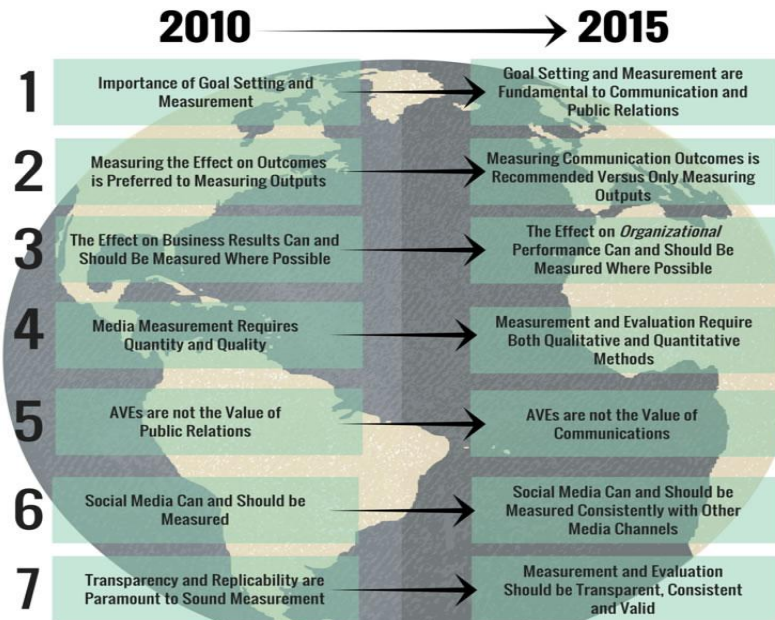 2010 2015
1
Importance of Goal Setting and
Measurement
Goal Setting and Measurement are
Fundamental to Communication and
Public Relations
2
Measuring the Effect on Outcomes
is Preferred to Measuring Outputs
Measuring Communication Outcomes is
Recommended Versus Only Measuring
Outputs
3
The Effect on Business Results Can and
Should Be Measured Where Possible
The Effect on Organizational
Performance Can and Should Be
Measured Where Possible
4
Media Measurement Requires
Quantity and Quality
Measurement and Evaluation Require
Both Qualitative and Quantitative
Methods
5
AVEs are not the Value of
Public Relations
AVEs are not the Value of
Communications
6
Social Media Can and Should be
Measured
Social Media Can and Should be
Measured Consistently with Other
Media Channels
7
Transparency and Replicability are
Paramount to Sound Measurement
Measurement and Evaluation
Should be Transparent, Consistent
and Valid